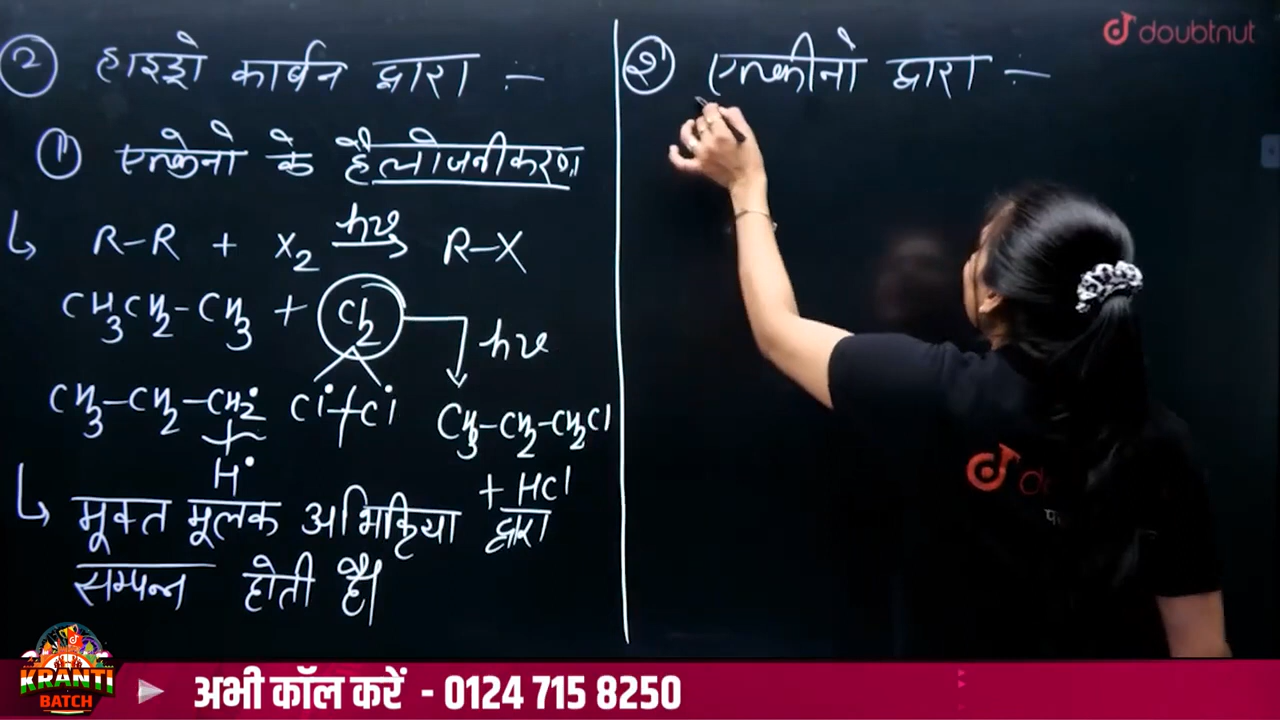 ② हाइड्रो कार्बन द्वारा :-
① एल्केनो के हैलोजनीकरण
↳ R-R + X₂ hν→ R-X
CH₃CH₂-CH₃ + Cl₂
hν
CH₃-CH₂-CH₂• Cl• + Cl•
CH₃-CH₂-CH₂Cl
+
H•
+ HCl
↳ मुक्त मूलक अभिक्रिया द्वारा
सम्पन्न होती है।
② एल्कीनो द्वारा :-
doubtnut
KRANTI
BATCH
अभी कॉल करें - 0124 715 8250